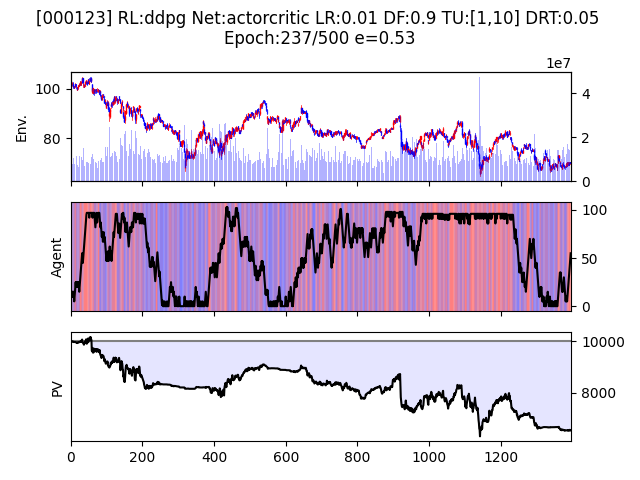 [000123] RL:ddpg Net:actorcritic LR:0.01 DF:0.9 TU:[1,10] DRT:0.05
Epoch:237/500 e=0.53
1e7
100
80
Env.
4
2
0
Agent
100
50
0
PV
10000
8000
0 200 400 600 800 1000 1200